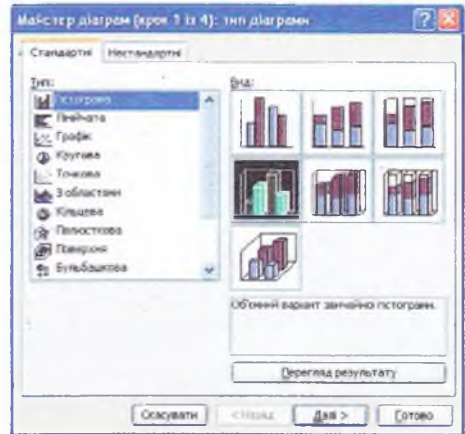 Майстер діаграм (крок 1 із 4): тип діаграми
Стандартні Нестандартні
Тип:
Гістограма
Лінійчата
Графік
Кругова
Точкова
З областями
Кільцева
Пелюсткова
Поверхня
Бульбашкова
Вид:
Об'ємний варіант звичайної гістограми.
Перегляд результату
Скасувати < Назад Далі > Готово